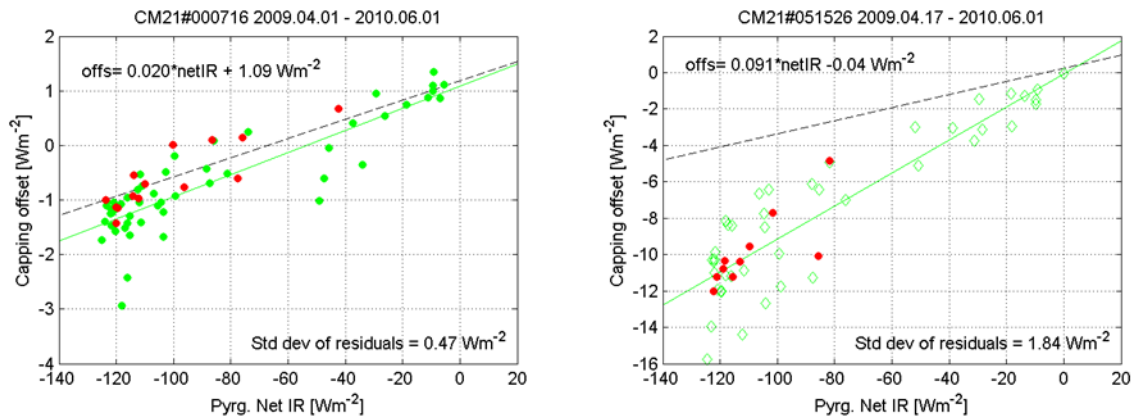 CM21#000716 2009.04.01 - 2010.06.01
2
offs= 0.020*netIR + 1.09 Wm⁻²
1
0
-1
-2
-3
Std dev of residuals = 0.47 Wm⁻²
-4
-140 -120 -100 -80 -60 -40 -20 0 20
Pyrg. Net IR [Wm⁻²]
Capping offset [Wm⁻²]
CM21#051526 2009.04.17 - 2010.06.01
2
offs= 0.091*netIR -0.04 Wm⁻²
0
-2
-4
-6
-8
-10
-12
-14
Std dev of residuals = 1.84 Wm⁻²
-16
-140 -120 -100 -80 -60 -40 -20 0 20
Pyrg. Net IR [Wm⁻²]
Capping offset [Wm⁻²]